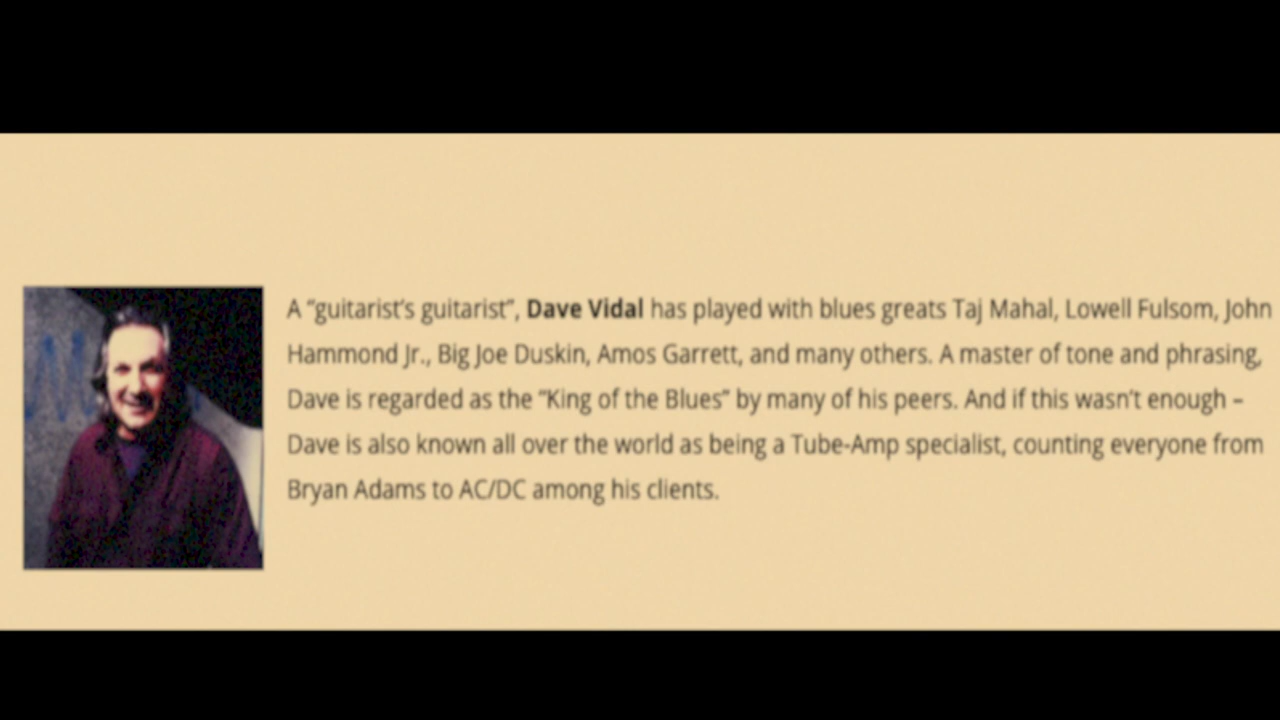 A “guitarist’s guitarist”, Dave Vidal has played with blues greats Taj Mahal, Lowell Fulsom, John
Hammond Jr., Big Joe Duskin, Amos Garrett, and many others. A master of tone and phrasing,
Dave is regarded as the “King of the Blues” by many of his peers. And if this wasn’t enough –
Dave is also known all over the world as being a Tube-Amp specialist, counting everyone from
Bryan Adams to AC/DC among his clients.